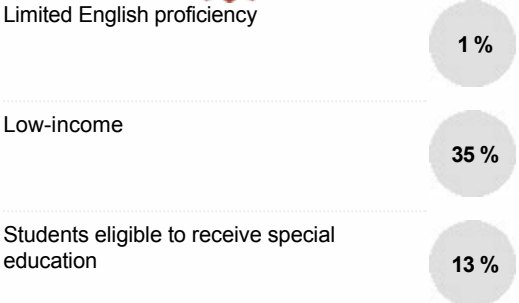 Limited English proficiency
1 %
Low-income
35 %
Students eligible to receive special
education
13 %